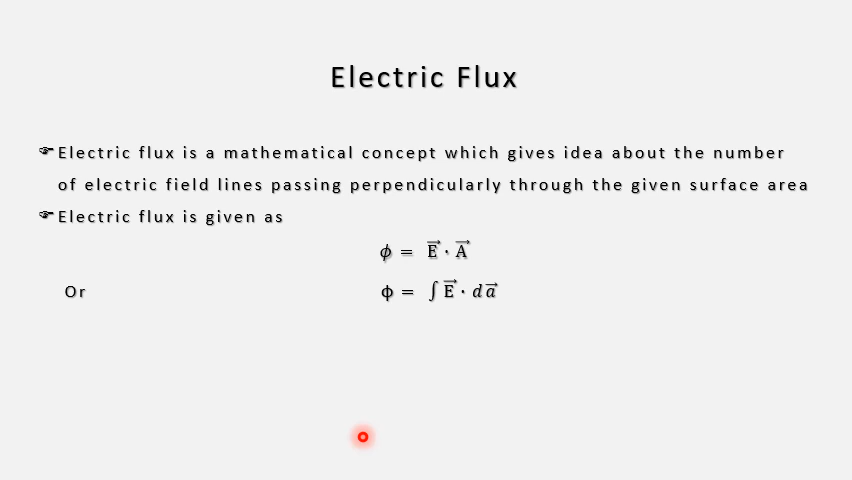 Electric Flux
☞Electric flux is a mathematical concept which gives idea about the number
of electric field lines passing perpendicularly through the given surface area
☞Electric flux is given as
𝜙 = E⃗ · A⃗
Or ϕ = ∫ E⃗ · 𝑑𝑎⃗